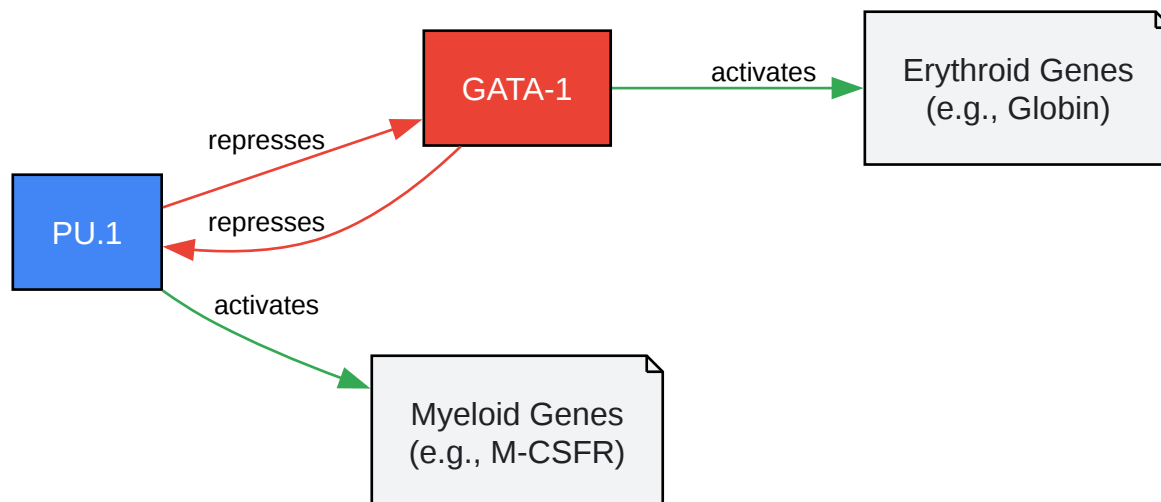 GATA-1
activates
Erythroid Genes
(e.g., Globin)
represses
PU.1
represses
activates
Myeloid Genes
(e.g., M-CSFR)